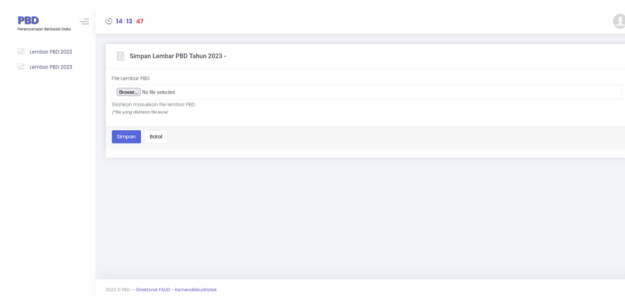 PBD
Perencanaan Berbasis Data
14 : 13 : 47
Lembar PBD 2022
Lembar PBD 2023
Simpan Lembar PBD Tahun 2023 -
File Lembar PBD
Browse... No file selected.
Silahkan masukkan file lembar PBD
(*file yang diizinkan file excel
Simpan Batal
2022 © PBD — Direktorat PAUD - Kemendikbudristek